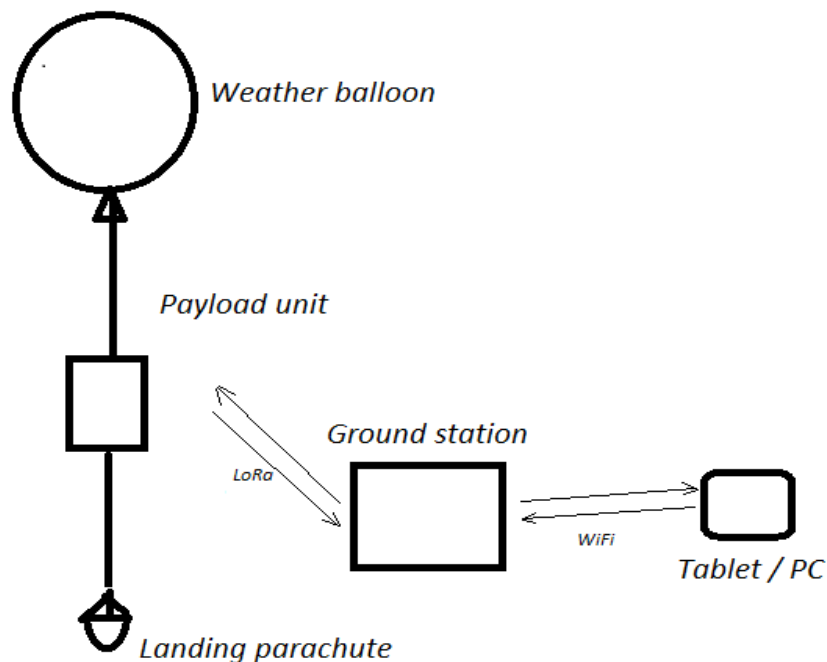 Weather balloon
Payload unit
Ground station
LoRa
WiFi
Tablet / PC
Landing parachute